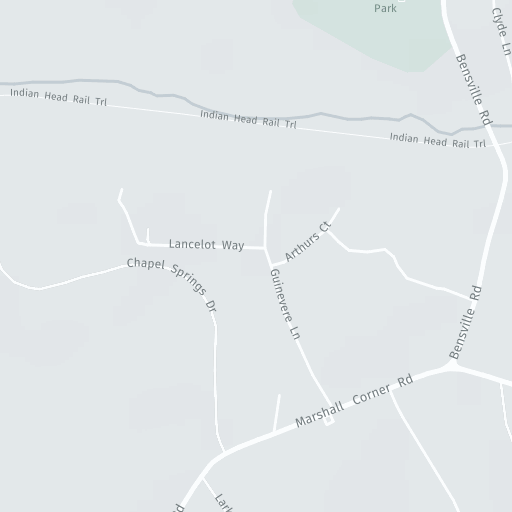 Park
Clyde Ln
Bensville Rd
Indian Head Rail Trl
Indian Head Rail Trl
Indian Head Rail Trl
Lancelot Way
Arthurs Ct
Chapel Springs Dr
Guinevere Ln
Bensville Rd
Marshall Corner Rd